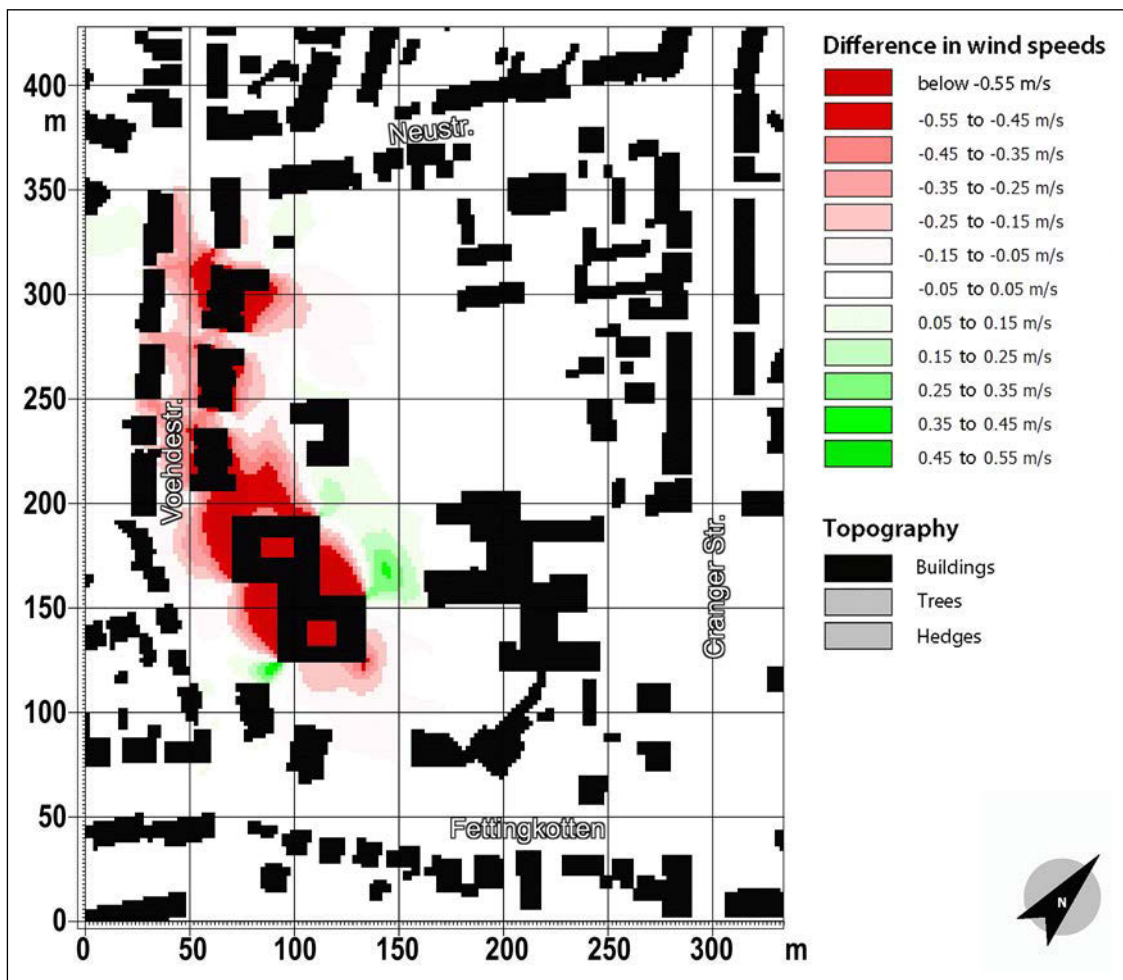 Difference in wind speeds
below -0.55 m/s
-0.55 to -0.45 m/s
-0.45 to -0.35 m/s
-0.35 to -0.25 m/s
-0.25 to -0.15 m/s
-0.15 to -0.05 m/s
-0.05 to 0.05 m/s
0.05 to 0.15 m/s
0.15 to 0.25 m/s
0.25 to 0.35 m/s
0.35 to 0.45 m/s
0.45 to 0.55 m/s
Topography
Buildings
Trees
Hedges
400
m
350
300
250
200
150
100
50
0
Neustr.
Voehdestr.
Cranger Str.
Fettingkotten
0 50 100 150 200 250 300 m
N